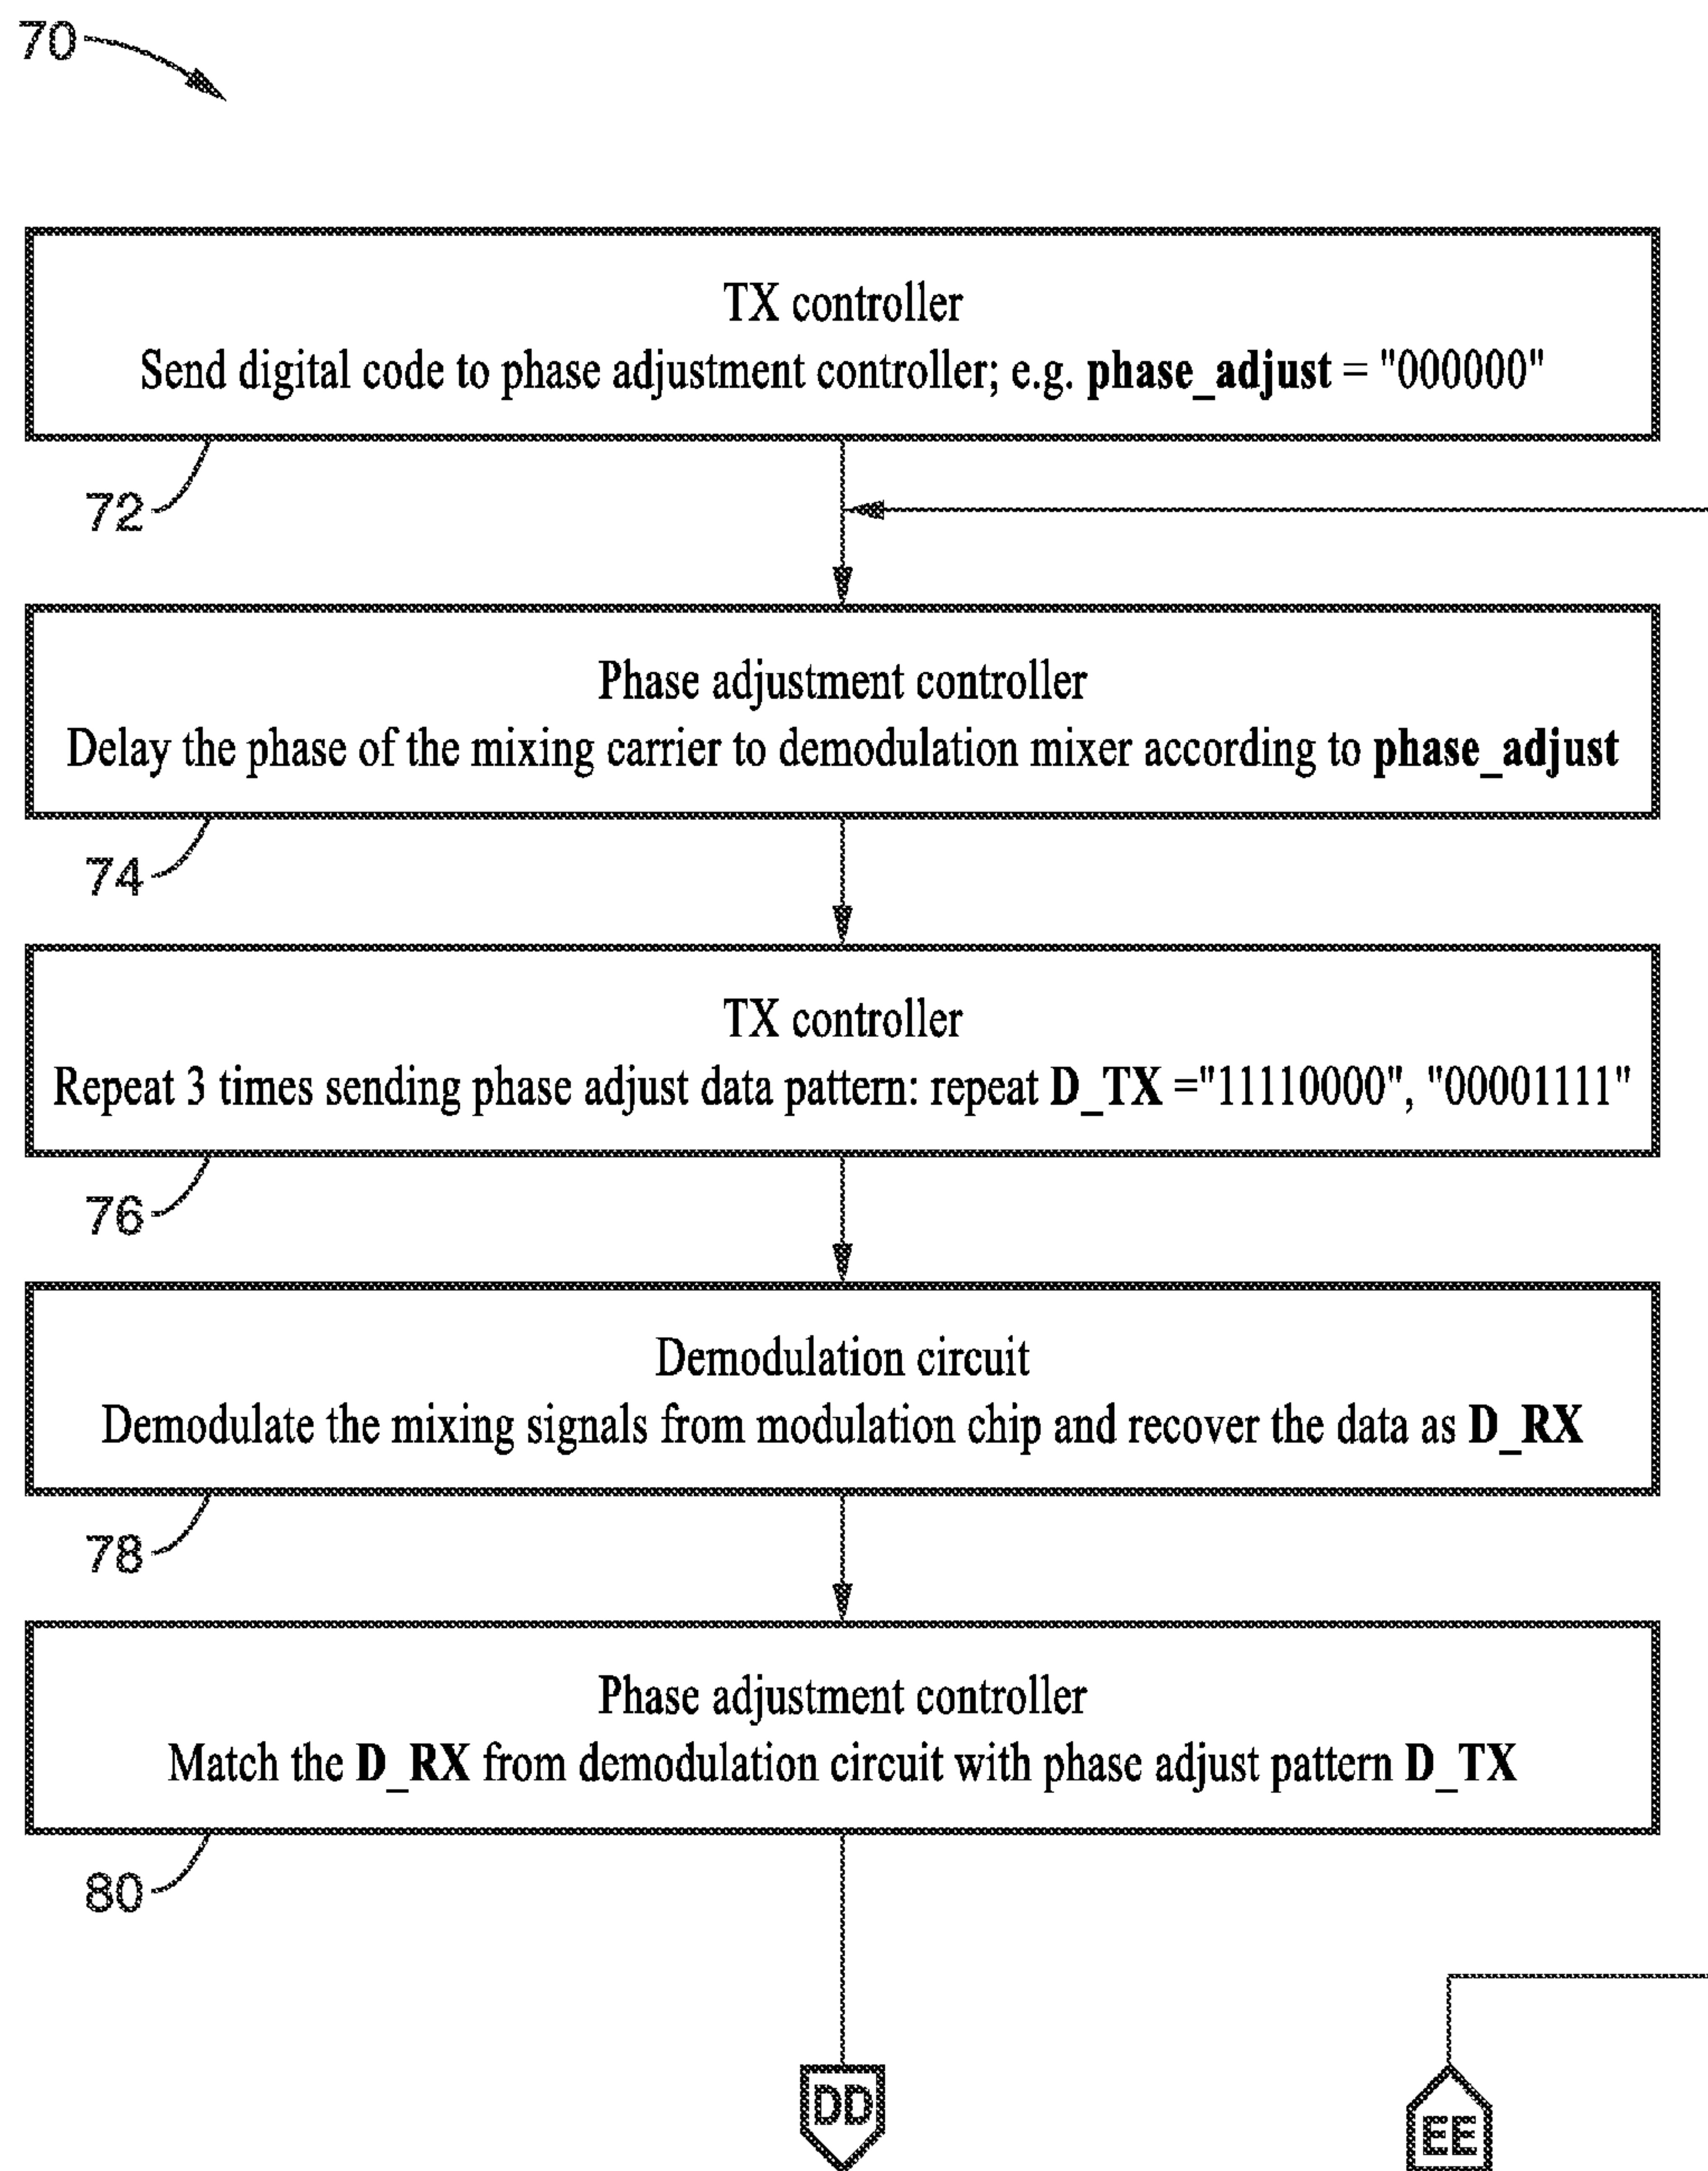 70
TX controller
Send digital code to phase adjustment controller; e.g. phase_adjust = "000000"
72
Phase adjustment controller
Delay the phase of the mixing carrier to demodulation mixer according to phase_adjust
74
TX controller
Repeat 3 times sending phase adjust data pattern: repeat D_TX ="11110000", "00001111"
76
Demodulation circuit
Demodulate the mixing signals from modulation chip and recover the data as D_RX
78
Phase adjustment controller
Match the D_RX from demodulation circuit with phase adjust pattern D_TX
80
DD
EE